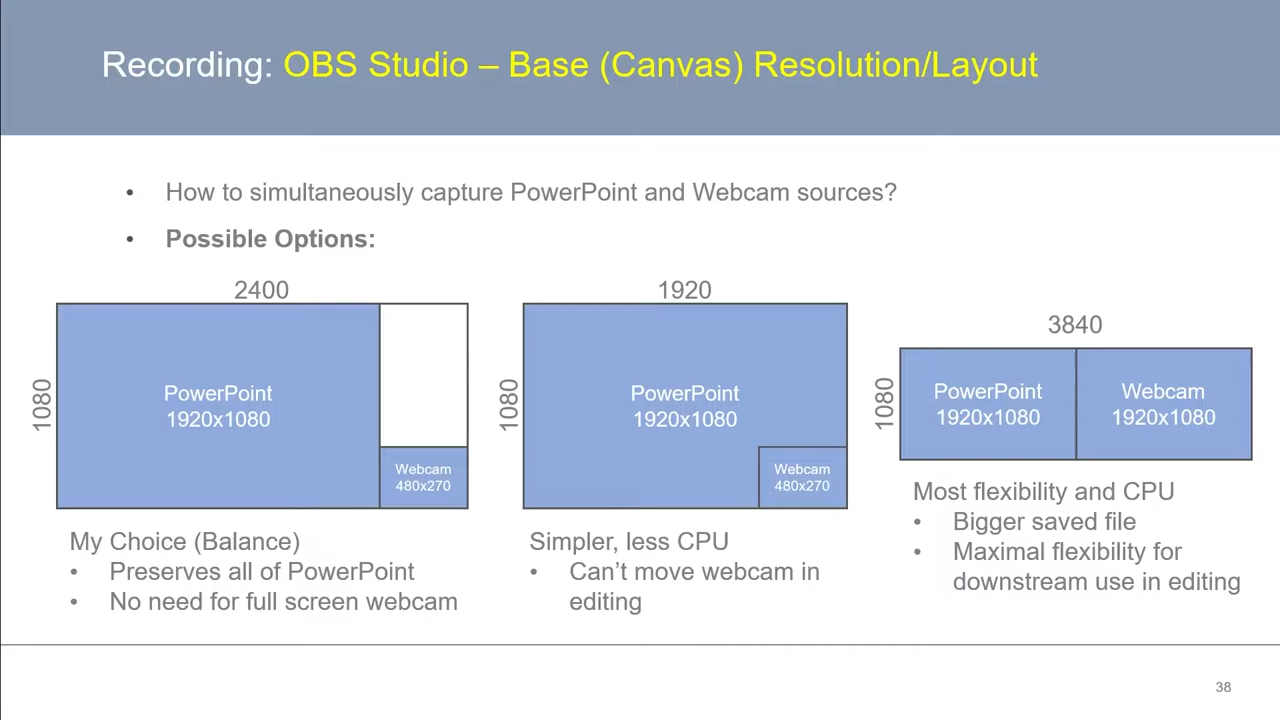 Recording: OBS Studio – Base (Canvas) Resolution/Layout
• How to simultaneously capture PowerPoint and Webcam sources?
• Possible Options:
2400
1080
PowerPoint
1920x1080
Webcam
480x270
My Choice (Balance)
• Preserves all of PowerPoint
• No need for full screen webcam
1920
1080
PowerPoint
1920x1080
Webcam
480x270
Simpler, less CPU
• Can’t move webcam in
editing
3840
1080
PowerPoint
1920x1080
Webcam
1920x1080
Most flexibility and CPU
• Bigger saved file
• Maximal flexibility for
downstream use in editing
38